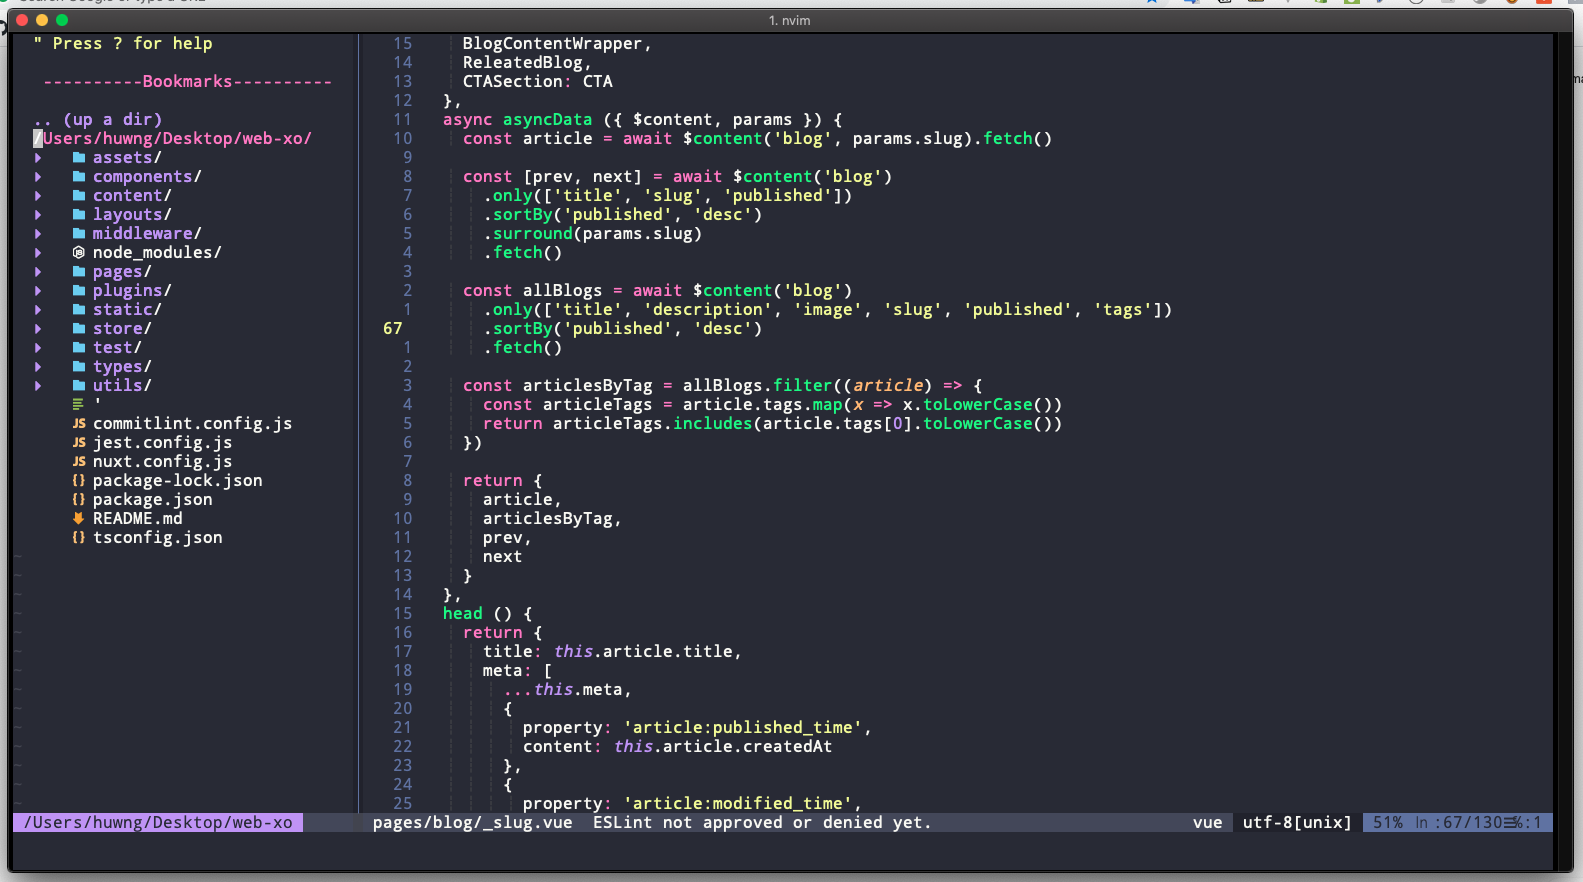 1. nvim
" Press ? for help
----------Bookmarks----------
.. (up a dir)
/Users/huwng/Desktop/web-xo/
assets/
components/
content/
layouts/
middleware/
node_modules/
pages/
plugins/
static/
store/
test/
types/
utils/
'
JS commitlint.config.js
JS jest.config.js
JS nuxt.config.js
{} package-lock.json
{} package.json
README.md
{} tsconfig.json
/Users/huwng/Desktop/web-xo
15 BlogContentWrapper,
14 ReleatedBlog,
13 CTASection: CTA
12 },
11 async asyncData ({ $content, params }) {
10 const article = await $content('blog', params.slug).fetch()
9
8 const [prev, next] = await $content('blog')
7 .only(['title', 'slug', 'published'])
6 .sortBy('published', 'desc')
5 .surround(params.slug)
4 .fetch()
3
2 const allBlogs = await $content('blog')
1 .only(['title', 'description', 'image', 'slug', 'published', 'tags'])
67 .sortBy('published', 'desc')
1 .fetch()
2
3 const articlesByTag = allBlogs.filter((article) => {
4 const articleTags = article.tags.map(x => x.toLowerCase())
5 return articleTags.includes(article.tags[0].toLowerCase())
6 })
7
8 return {
9 article,
10 articlesByTag,
11 prev,
12 next
13 }
14 },
15 head () {
16 return {
17 title: this.article.title,
18 meta: [
19 ...this.meta,
20 {
21 property: 'article:published_time',
22 content: this.article.createdAt
23 },
24 {
25 property: 'article:modified_time',
pages/blog/_slug.vue ESLint not approved or denied yet. vue utf-8[unix] 51% ln :67/130☰%:1